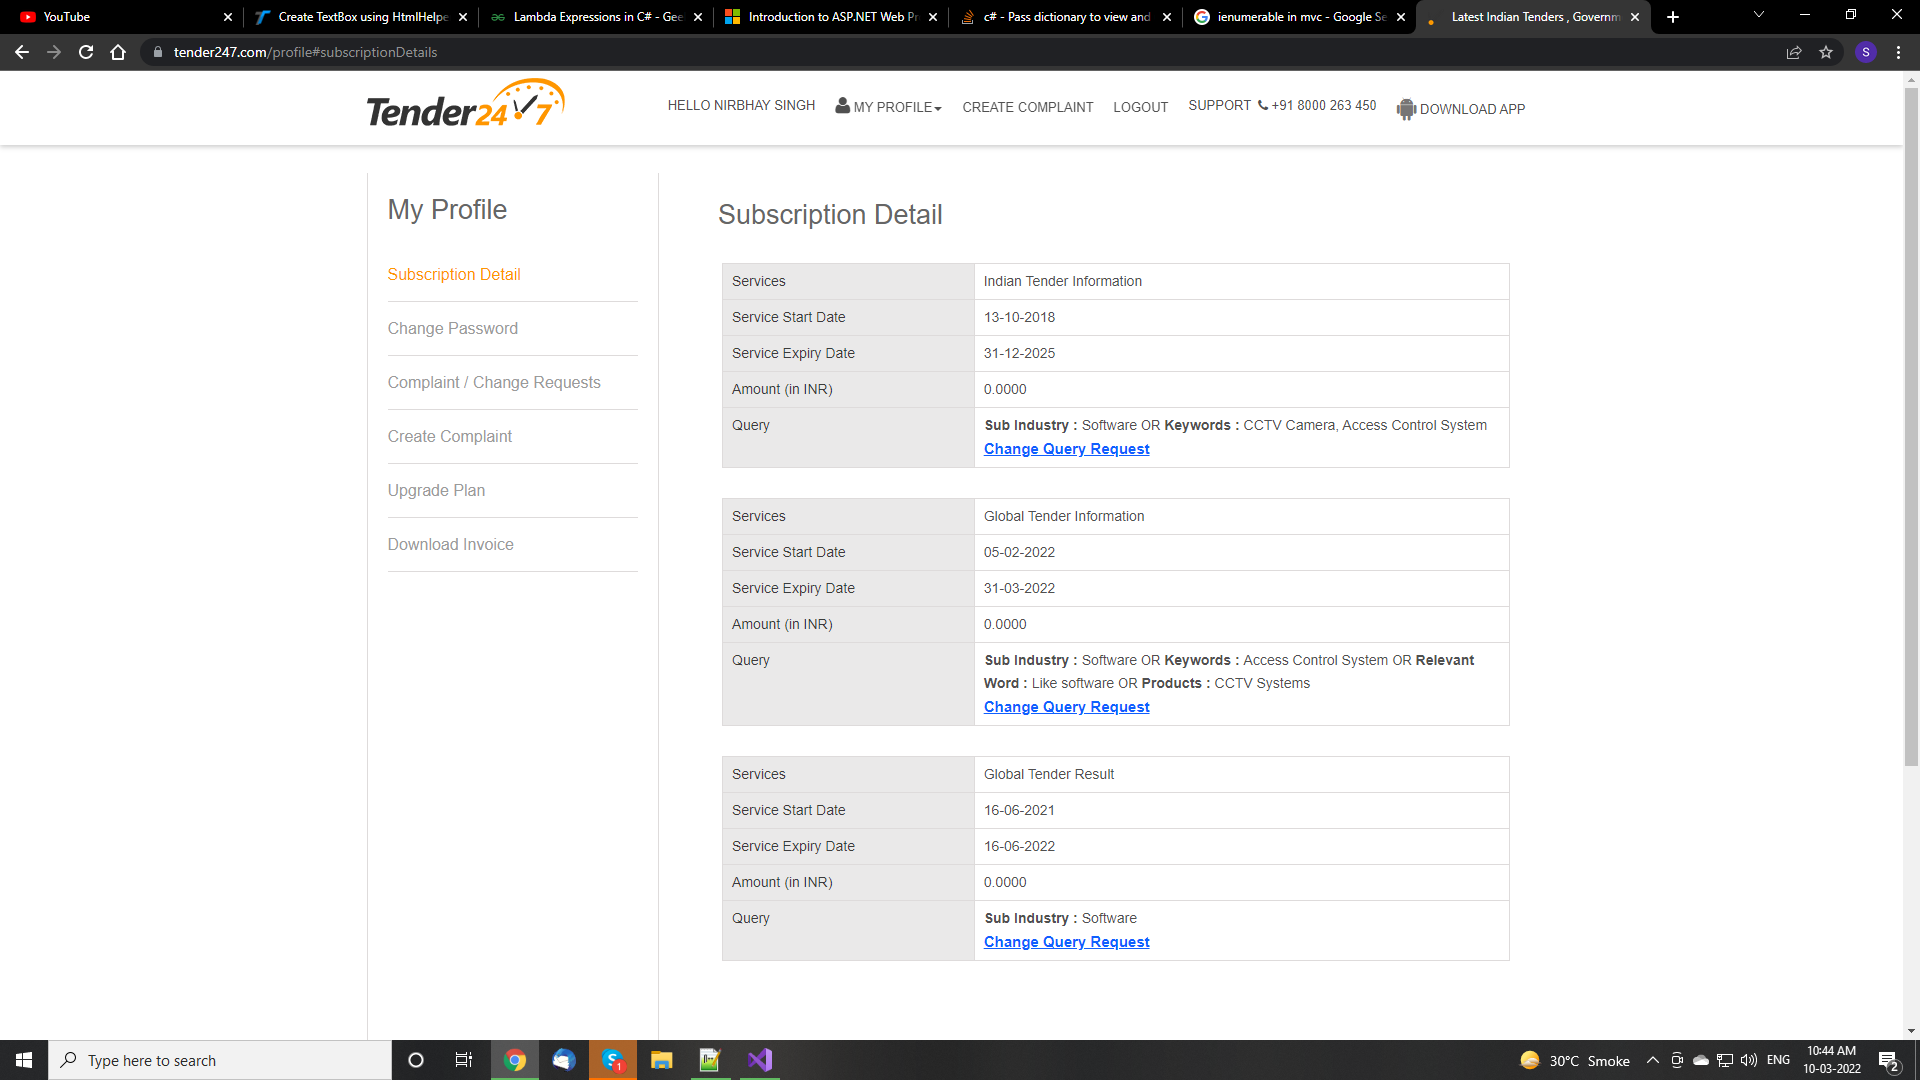 YouTube
Create TextBox using HtmlHelpe
Lambda Expressions in C# - Gee
Introduction to ASP.NET Web Pr
c# - Pass dictionary to view and
ienumerable in mvc - Google Se
Latest Indian Tenders , Governm
tender247.com/profile#subscriptionDetails
S
Tender247
HELLO NIRBHAY SINGH
MY PROFILE
CREATE COMPLAINT
LOGOUT
SUPPORT +91 8000 263 450
DOWNLOAD APP
My Profile
Subscription Detail
Change Password
Complaint / Change Requests
Create Complaint
Upgrade Plan
Download Invoice
Subscription Detail
Services Indian Tender Information
Service Start Date 13-10-2018
Service Expiry Date 31-12-2025
Amount (in INR) 0.0000
Query Sub Industry : Software OR Keywords : CCTV Camera, Access Control System
Change Query Request
Services Global Tender Information
Service Start Date 05-02-2022
Service Expiry Date 31-03-2022
Amount (in INR) 0.0000
Query Sub Industry : Software OR Keywords : Access Control System OR Relevant
Word : Like software OR Products : CCTV Systems
Change Query Request
Services Global Tender Result
Service Start Date 16-06-2021
Service Expiry Date 16-06-2022
Amount (in INR) 0.0000
Query Sub Industry : Software
Change Query Request
Type here to search
1
30°C Smoke
ENG
10:44 AM
10-03-2022
2